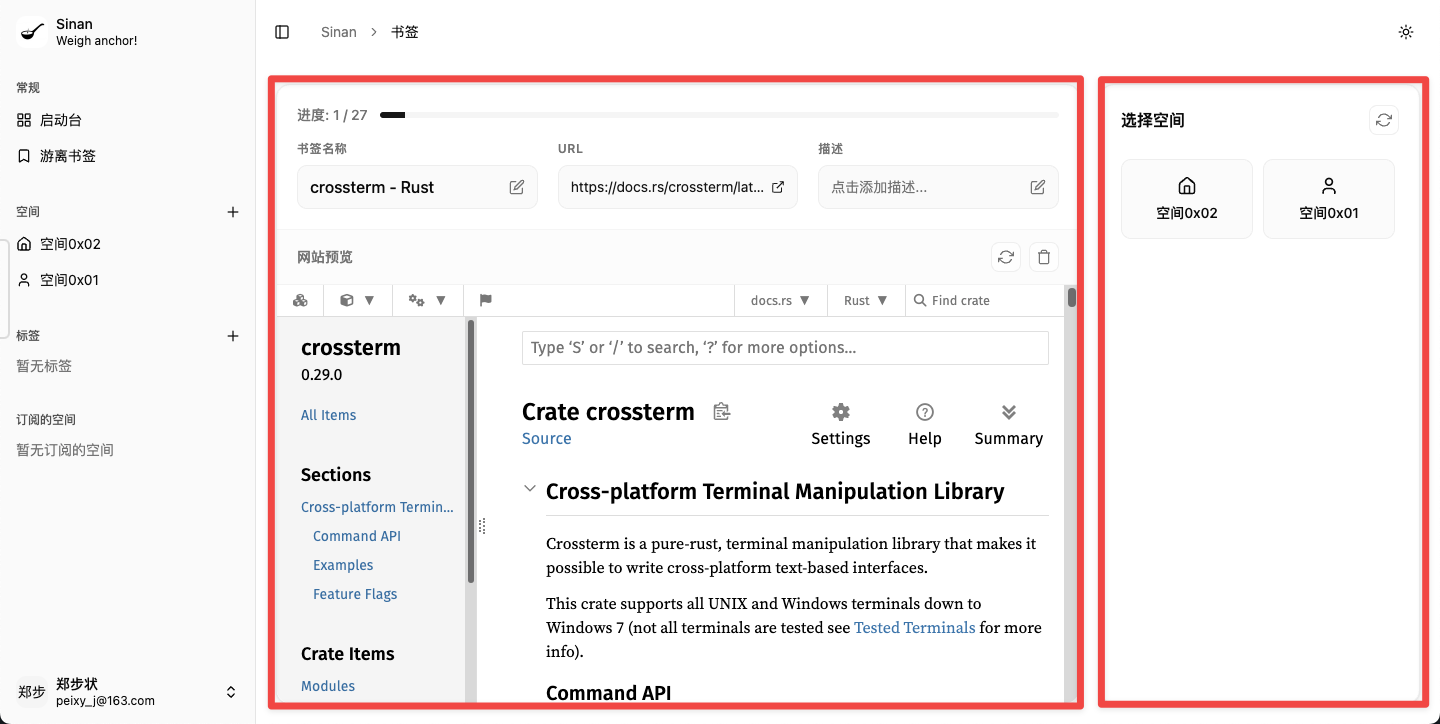 Sinan
Weigh anchor!
常规
启动台
游离书签
空间
空间0x02
空间0x01
标签
暂无标签
订阅的空间
暂无订阅的空间
郑步
郑步状
peixy_j@163.com
Sinan
书签
进度: 1 / 27
书签名称
URL
描述
crossterm - Rust
https://docs.rs/crossterm/lat...
点击添加描述...
网站预览
docs.rs ▼
Rust ▼
Find crate
crossterm
0.29.0
All Items
Sections
Cross-platform Termin...
Command API
Examples
Feature Flags
Crate Items
Modules
Type ‘S’ or ‘/’ to search, ‘?’ for more options…
Crate crossterm
Source
Settings
Help
Summary
Cross-platform Terminal Manipulation Library
Crossterm is a pure-rust, terminal manipulation library that makes it
possible to write cross-platform text-based interfaces.
This crate supports all UNIX and Windows terminals down to
Windows 7 (not all terminals are tested see Tested Terminals for more
info).
Command API
选择空间
空间0x02
空间0x01